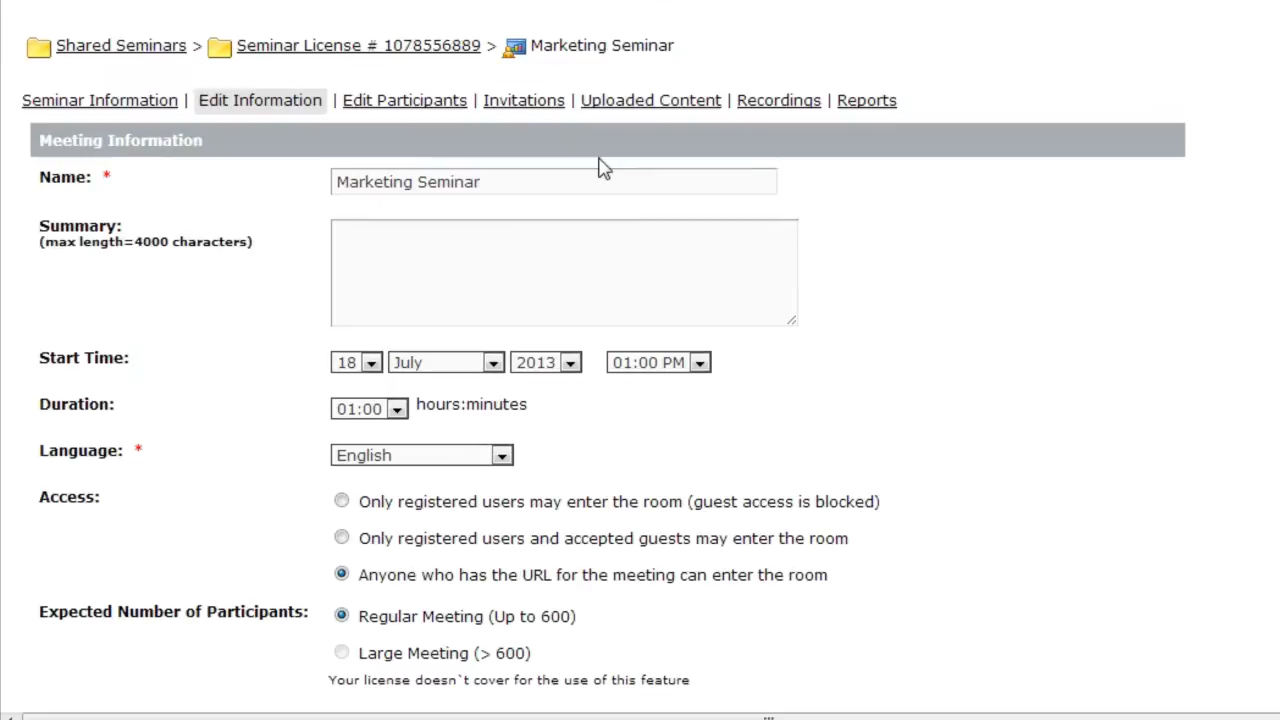 Shared Seminars > Seminar License # 1078556889 > Marketing Seminar
Seminar Information | Edit Information | Edit Participants | Invitations | Uploaded Content | Recordings | Reports
Meeting Information
Name: * Marketing Seminar
Summary:
(max length=4000 characters)
Start Time: 18 July 2013 01:00 PM
Duration: 01:00 hours:minutes
Language: * English
Access: Only registered users may enter the room (guest access is blocked)
Only registered users and accepted guests may enter the room
Anyone who has the URL for the meeting can enter the room
Expected Number of Participants: Regular Meeting (Up to 600)
Large Meeting (> 600)
Your license doesn`t cover for the use of this feature